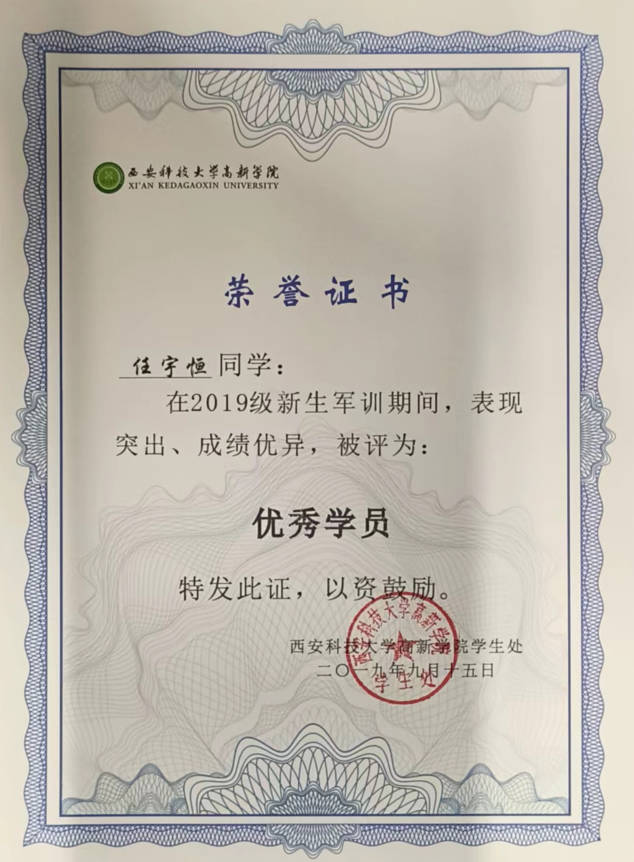 西安科技大学高新学院
XI'AN KEDAGAOXIN UNIVERSITY
荣誉证书
任宇恒 同学：
在2019级新生军训期间，表现
突出、成绩优异，被评为：
优秀学员
特发此证，以资鼓励。
西安科技大学高新学院学生处
二〇一九年九月十五日
西安科技大学高新学院
学生处